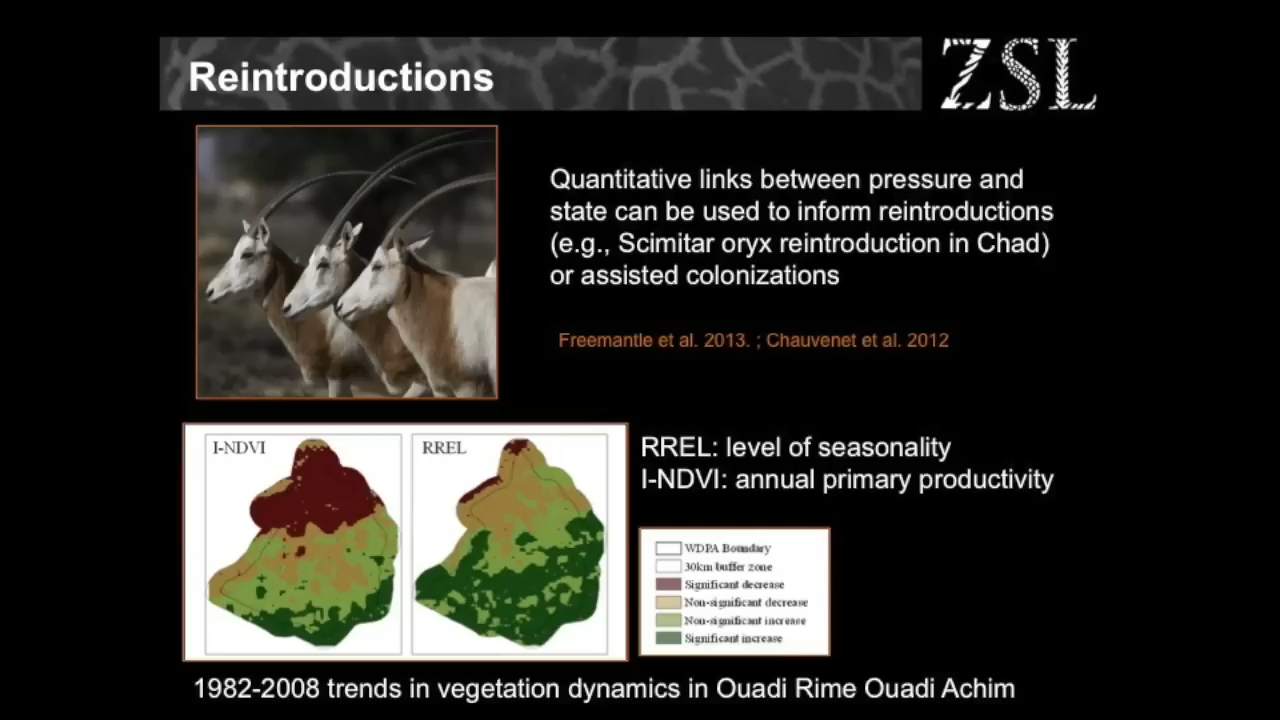 Reintroductions
ZSL
Quantitative links between pressure and
state can be used to inform reintroductions
(e.g., Scimitar oryx reintroduction in Chad)
or assisted colonizations
Freemantle et al. 2013. ; Chauvenet et al. 2012
I-NDVI
RREL
RREL: level of seasonality
I-NDVI: annual primary productivity
WDPA Boundary
30km buffer zone
Significant decrease
Non-significant decrease
Non-significant increase
Significant increase
1982-2008 trends in vegetation dynamics in Ouadi Rime Ouadi Achim